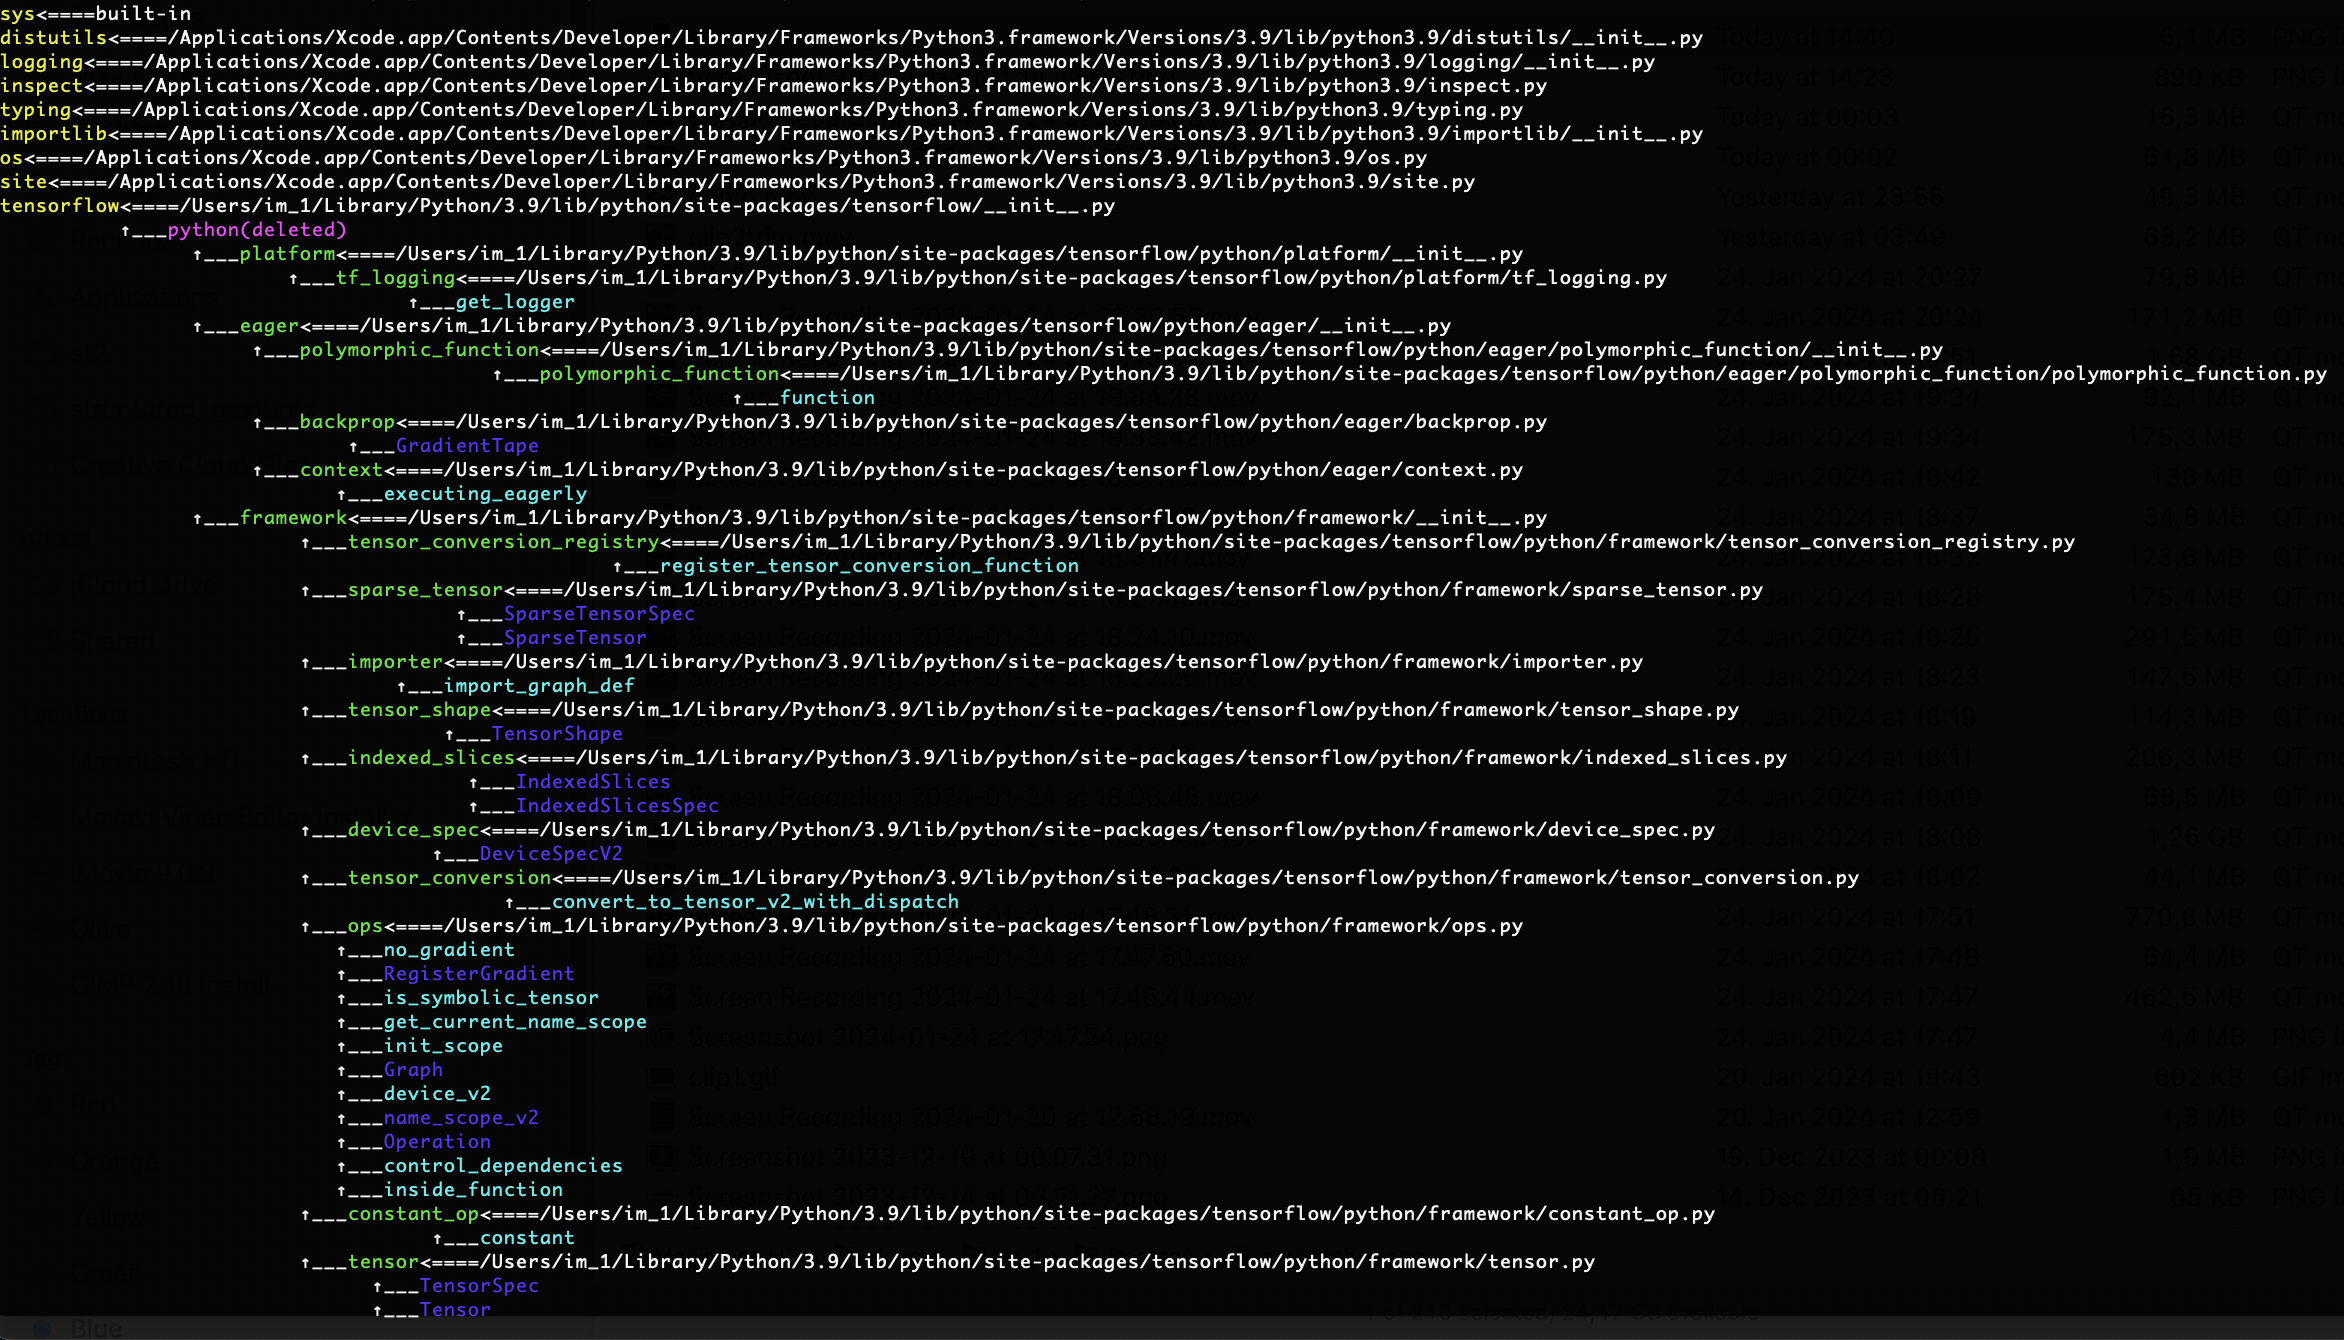 sys<====built-in
distutils<====/Applications/Xcode.app/Contents/Developer/Library/Frameworks/Python3.framework/Versions/3.9/lib/python3.9/distutils/__init__.py
logging<====/Applications/Xcode.app/Contents/Developer/Library/Frameworks/Python3.framework/Versions/3.9/lib/python3.9/logging/__init__.py
inspect<====/Applications/Xcode.app/Contents/Developer/Library/Frameworks/Python3.framework/Versions/3.9/lib/python3.9/inspect.py
typing<====/Applications/Xcode.app/Contents/Developer/Library/Frameworks/Python3.framework/Versions/3.9/lib/python3.9/typing.py
importlib<====/Applications/Xcode.app/Contents/Developer/Library/Frameworks/Python3.framework/Versions/3.9/lib/python3.9/importlib/__init__.py
os<====/Applications/Xcode.app/Contents/Developer/Library/Frameworks/Python3.framework/Versions/3.9/lib/python3.9/os.py
site<====/Applications/Xcode.app/Contents/Developer/Library/Frameworks/Python3.framework/Versions/3.9/lib/python3.9/site.py
tensorflow<====/Users/im_1/Library/Python/3.9/lib/python/site-packages/tensorflow/__init__.py
↑___python(deleted)
↑___platform<====/Users/im_1/Library/Python/3.9/lib/python/site-packages/tensorflow/python/platform/__init__.py
↑___tf_logging<====/Users/im_1/Library/Python/3.9/lib/python/site-packages/tensorflow/python/platform/tf_logging.py
↑___get_logger
↑___eager<====/Users/im_1/Library/Python/3.9/lib/python/site-packages/tensorflow/python/eager/__init__.py
↑___polymorphic_function<====/Users/im_1/Library/Python/3.9/lib/python/site-packages/tensorflow/python/eager/polymorphic_function/__init__.py
↑___polymorphic_function<====/Users/im_1/Library/Python/3.9/lib/python/site-packages/tensorflow/python/eager/polymorphic_function/polymorphic_function.py
↑___function
↑___backprop<====/Users/im_1/Library/Python/3.9/lib/python/site-packages/tensorflow/python/eager/backprop.py
↑___GradientTape
↑___context<====/Users/im_1/Library/Python/3.9/lib/python/site-packages/tensorflow/python/eager/context.py
↑___executing_eagerly
↑___framework<====/Users/im_1/Library/Python/3.9/lib/python/site-packages/tensorflow/python/framework/__init__.py
↑___tensor_conversion_registry<====/Users/im_1/Library/Python/3.9/lib/python/site-packages/tensorflow/python/framework/tensor_conversion_registry.py
↑___register_tensor_conversion_function
↑___sparse_tensor<====/Users/im_1/Library/Python/3.9/lib/python/site-packages/tensorflow/python/framework/sparse_tensor.py
↑___SparseTensorSpec
↑___SparseTensor
↑___importer<====/Users/im_1/Library/Python/3.9/lib/python/site-packages/tensorflow/python/framework/importer.py
↑___import_graph_def
↑___tensor_shape<====/Users/im_1/Library/Python/3.9/lib/python/site-packages/tensorflow/python/framework/tensor_shape.py
↑___TensorShape
↑___indexed_slices<====/Users/im_1/Library/Python/3.9/lib/python/site-packages/tensorflow/python/framework/indexed_slices.py
↑___IndexedSlices
↑___IndexedSlicesSpec
↑___device_spec<====/Users/im_1/Library/Python/3.9/lib/python/site-packages/tensorflow/python/framework/device_spec.py
↑___DeviceSpecV2
↑___tensor_conversion<====/Users/im_1/Library/Python/3.9/lib/python/site-packages/tensorflow/python/framework/tensor_conversion.py
↑___convert_to_tensor_v2_with_dispatch
↑___ops<====/Users/im_1/Library/Python/3.9/lib/python/site-packages/tensorflow/python/framework/ops.py
↑___no_gradient
↑___RegisterGradient
↑___is_symbolic_tensor
↑___get_current_name_scope
↑___init_scope
↑___Graph
↑___device_v2
↑___name_scope_v2
↑___Operation
↑___control_dependencies
↑___inside_function
↑___constant_op<====/Users/im_1/Library/Python/3.9/lib/python/site-packages/tensorflow/python/framework/constant_op.py
↑___constant
↑___tensor<====/Users/im_1/Library/Python/3.9/lib/python/site-packages/tensorflow/python/framework/tensor.py
↑___TensorSpec
↑___Tensor
Blue